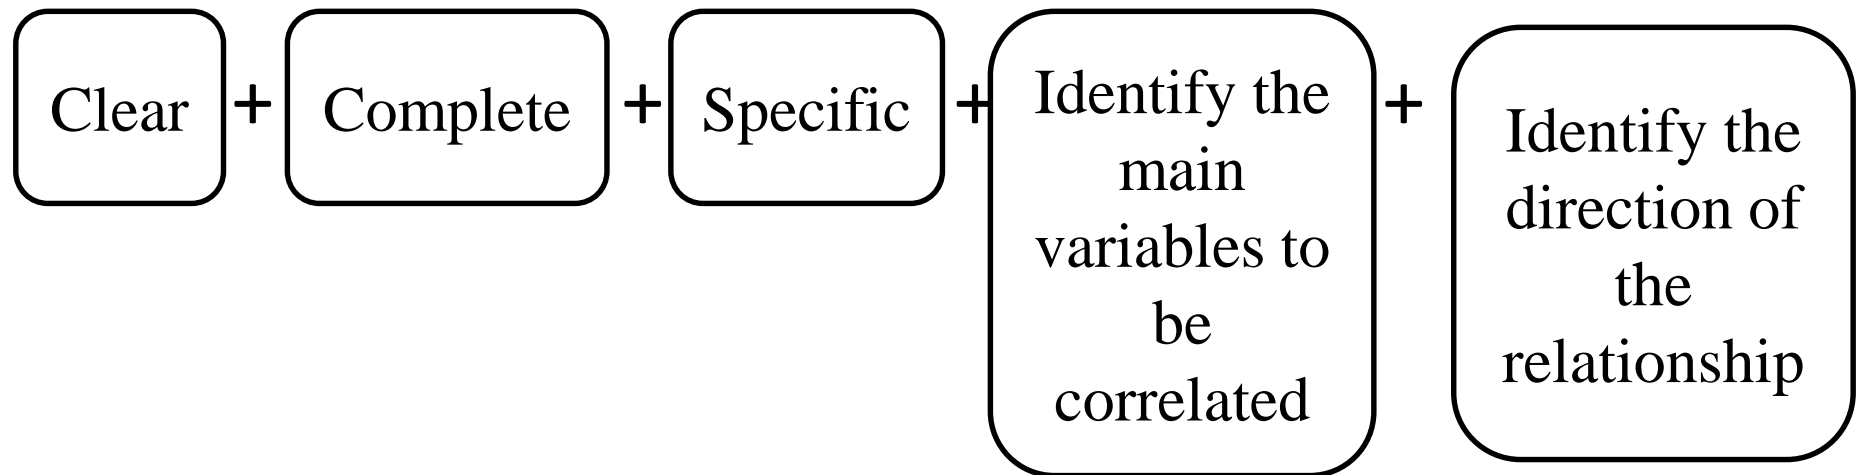 Clear + Complete + Specific + Identify the
main
variables to
be
correlated
+
Identify the
direction of
the
relationship